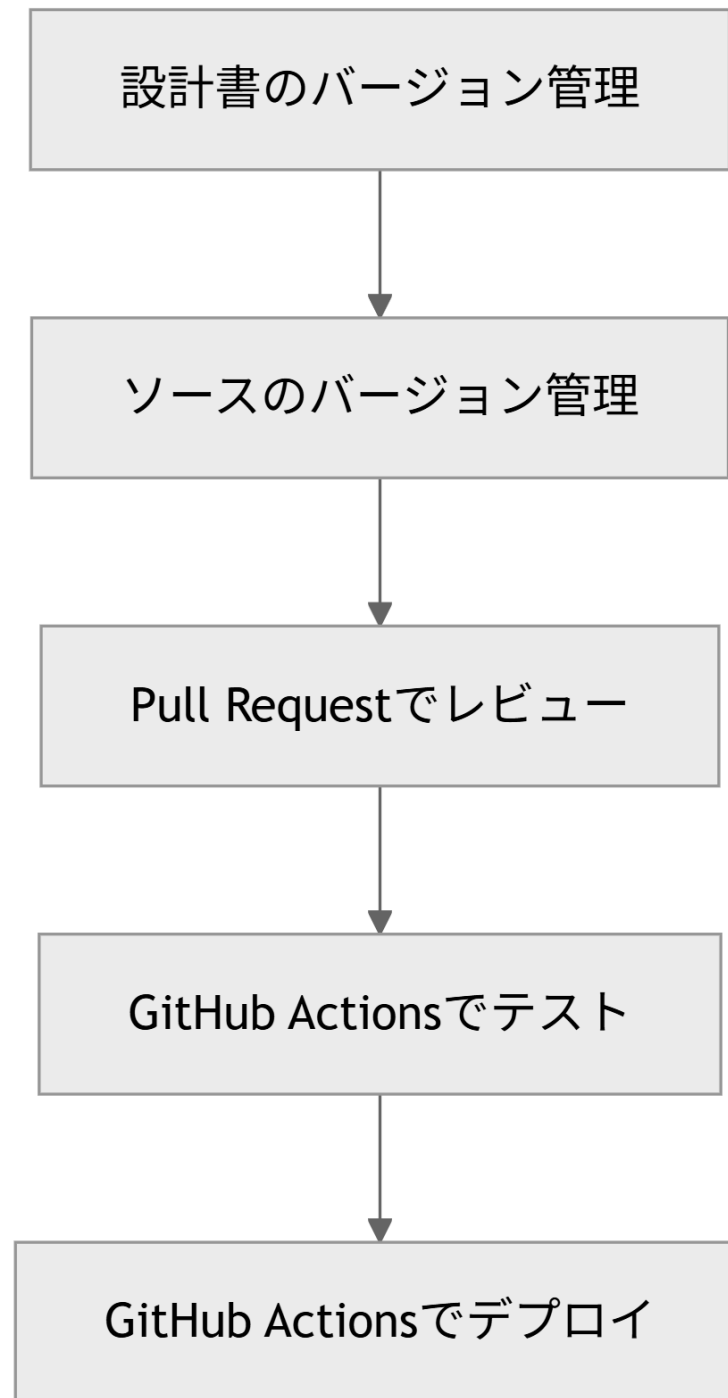 設計書のバージョン管理
ソースのバージョン管理
Pull Requestでレビュー
GitHub Actionsでテスト
GitHub Actionsでデプロイ